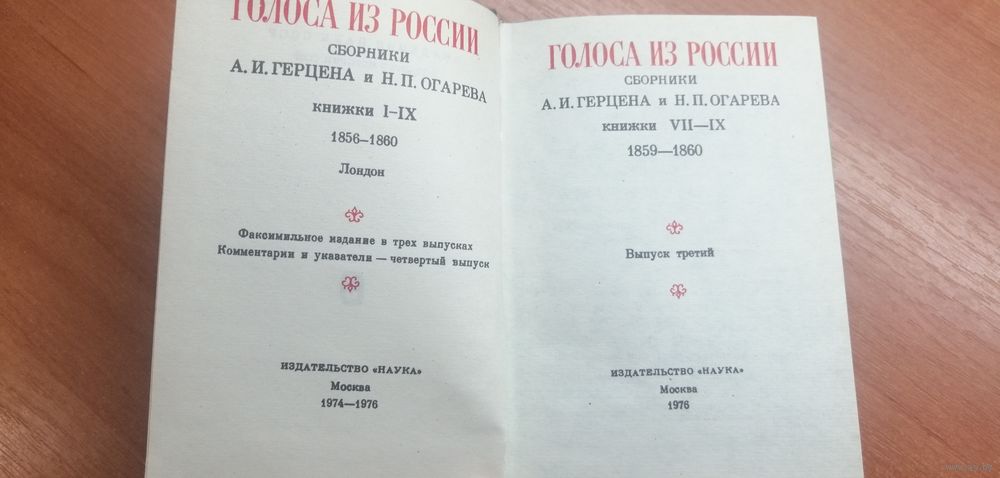 ГОЛОСА ИЗ РОССИИ
СБОРНИКИ
А. И. ГЕРЦЕНА и Н. П. ОГАРЕВА
КНИЖКИ I–IX
1856–1860
Лондон
Факсимильное издание в трех выпусках
Комментарии и указатели — четвертый выпуск
ИЗДАТЕЛЬСТВО «НАУКА»
Москва
1974—1976
ГОЛОСА ИЗ РОССИИ
СБОРНИКИ
А. И. ГЕРЦЕНА и Н. П. ОГАРЕВА
КНИЖКИ VII—IX
1859—1860
Выпуск третий
ИЗДАТЕЛЬСТВО «НАУКА»
Москва
1976